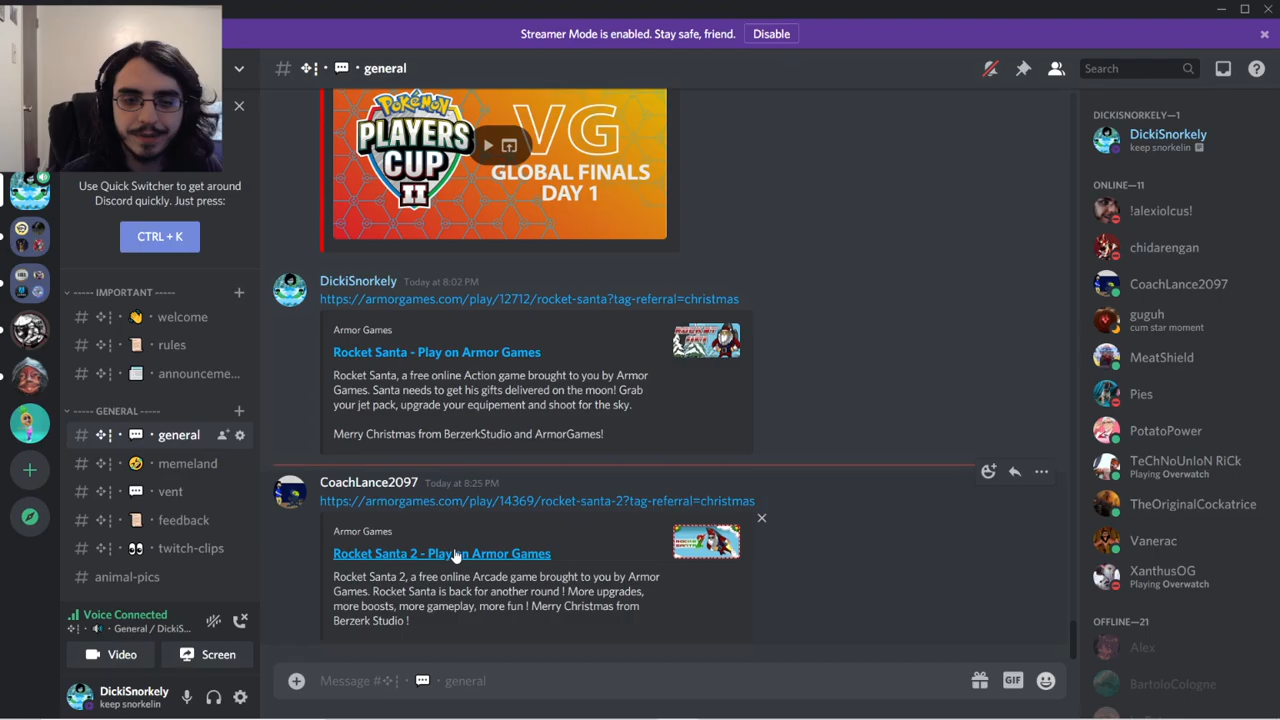 Streamer Mode is enabled. Stay safe, friend.
Disable
general
Search
Use Quick Switcher to get around
Discord quickly. Just press:
CTRL + K
----- IMPORTANT -----
welcome
rules
announceme...
----- GENERAL -----
general
memeland
vent
feedback
twitch-clips
animal-pics
Voice Connected
General / DickiS...
Video
Screen
DickiSnorkely
keep snorkelin
POKéMON
PLAYERS
CUP
II
VG
GLOBAL FINALS
DAY 1
DickiSnorkely Today at 8:02 PM
https://armorgames.com/play/12712/rocket-santa?tag-referral=christmas
Armor Games
Rocket Santa - Play on Armor Games
Rocket Santa, a free online Action game brought to you by Armor
Games. Santa needs to get his gifts delivered on the moon! Grab
your jet pack, upgrade your equipement and shoot for the sky.
Merry Christmas from BerzerkStudio and ArmorGames!
ROCKET
SANTA
CoachLance2097 Today at 8:25 PM
https://armorgames.com/play/14369/rocket-santa-2?tag-referral=christmas
Armor Games
Rocket Santa 2 - Play on Armor Games
Rocket Santa 2, a free online Arcade game brought to you by Armor
Games. Rocket Santa is back for another round ! More upgrades,
more boosts, more gameplay, more fun ! Merry Christmas from
Berzerk Studio !
Message #
general
GIF
DICKISNORKELY—1
DickiSnorkely
keep snorkelin
ONLINE—11
!alexiolcus!
chidarengan
CoachLance2097
guguh
cum star moment
MeatShield
Pies
PotatoPower
TeChNoUnIoN RiCk
Playing Overwatch
TheOriginalCockatrice
Vanerac
XanthusOG
Playing Overwatch
OFFLINE—21
Alex
BartoloCologne